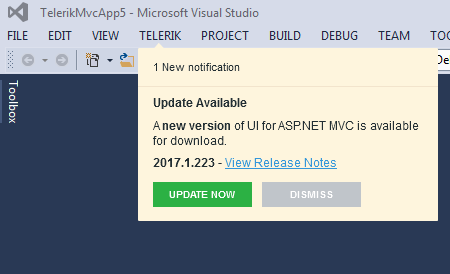 TelerikMvcApp5 - Microsoft Visual Studio
FILE EDIT VIEW TELERIK PROJECT BUILD DEBUG TEAM TOO
De
Toolbox
1 New notification
Update Available
A new version of UI for ASP.NET MVC is available
for download.
2017.1.223 - View Release Notes
UPDATE NOW DISMISS